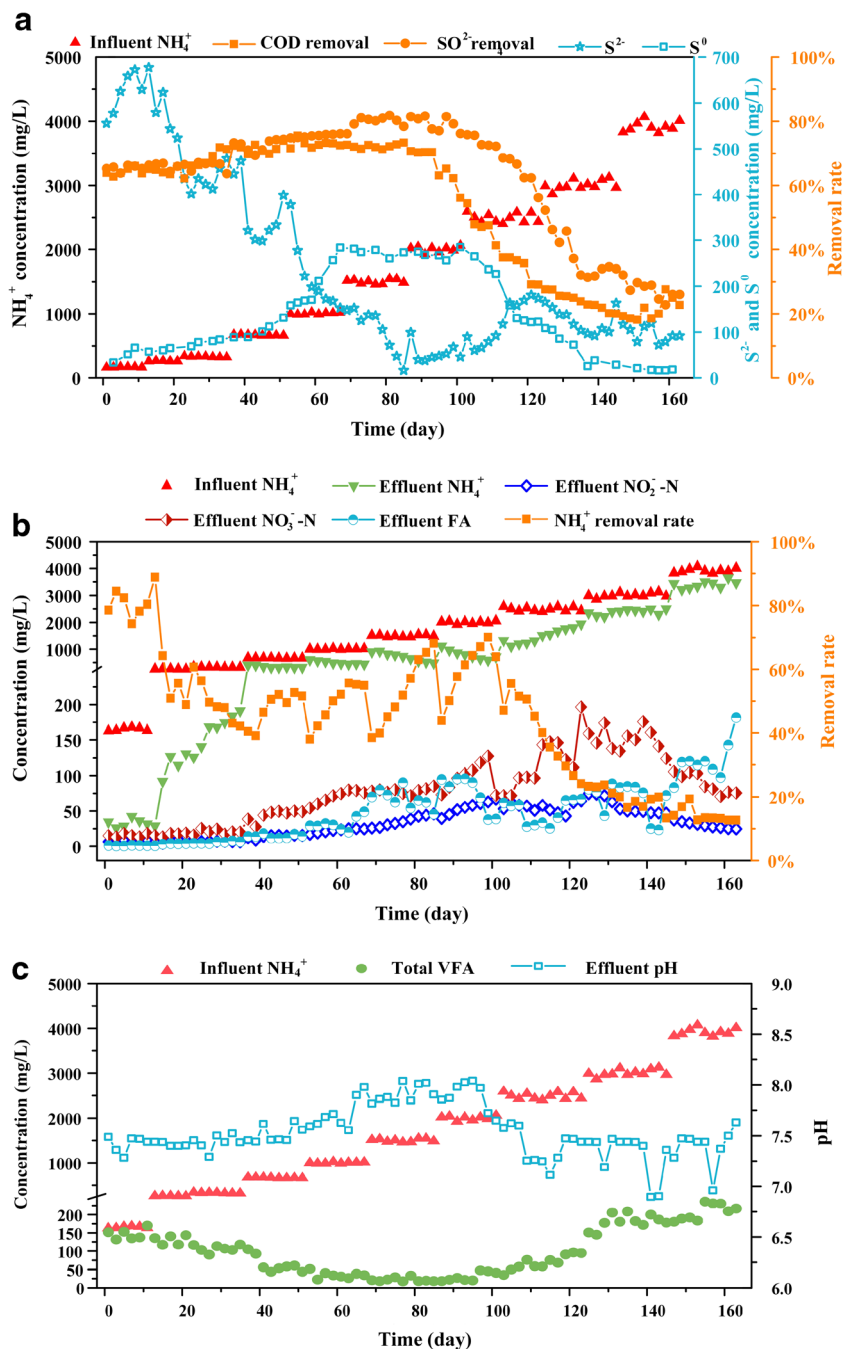 a
Influent NH₄⁺ COD removal SO₄²⁻removal S²⁻ S⁰
5000 700 100%
4000 600 80%
3000 500 60%
2000 400 40%
1000 300 20%
0 200 0%
100
0
NH₄⁺ concentration (mg/L)
S²⁻ and S⁰ concentration (mg/L)
Removal rate
0 20 40 60 80 100 120 140 160
Time (day)
b
Influent NH₄⁺ Effluent NH₄⁺ Effluent NO₂⁻-N
Effluent NO₃⁻-N Effluent FA NH₄⁺ removal rate
5000 100%
4000 80%
3000 60%
2000 40%
1000 20%
200 0%
150
100
50
0
Concentration (mg/L)
Removal rate
0 20 40 60 80 100 120 140 160
Time (day)
c
Influent NH₄⁺ Total VFA Effluent pH
5000 9.0
4000 8.5
3000 8.0
2000 7.5
1000 7.0
200 6.5
150 6.0
100
50
0
Concentration (mg/L)
pH
0 20 40 60 80 100 120 140 160
Time (day)